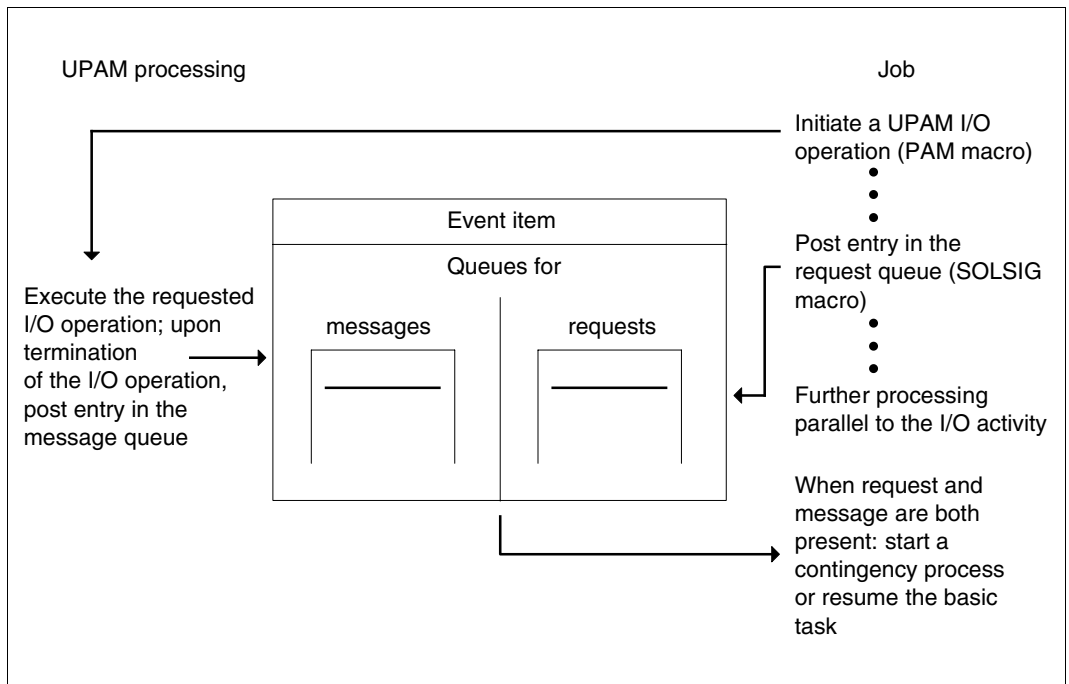 UPAM processing
Job
Initiate a UPAM I/O
operation (PAM macro)
Event item
Queues for
messages
requests
Post entry in the
request queue (SOLSIG
macro)
Execute the requested
I/O operation; upon
termination
of the I/O operation,
post entry in the
message queue
Further processing
parallel to the I/O activity
When request and
message are both
present: start a
contingency process
or resume the basic
task